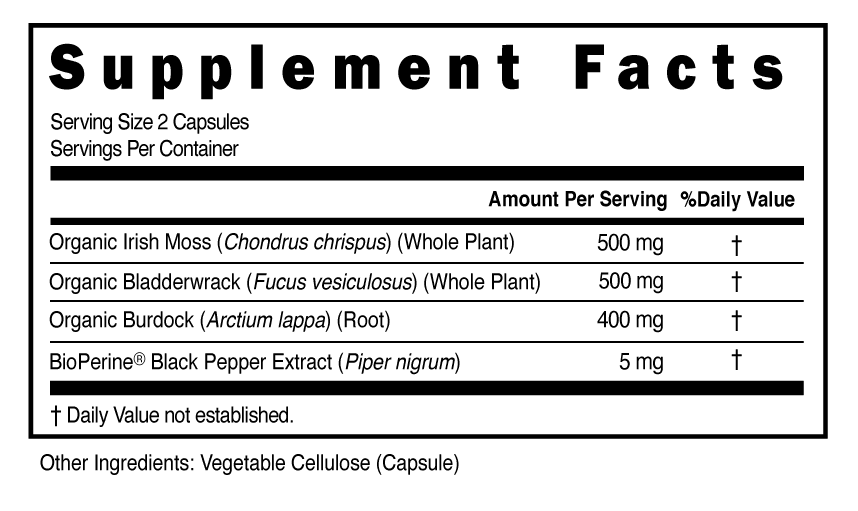 Supplement Facts
Serving Size 2 Capsules
Servings Per Container
Amount Per Serving %Daily Value
Organic Irish Moss (Chondrus chrispus) (Whole Plant) 500 mg †
Organic Bladderwrack (Fucus vesiculosus) (Whole Plant) 500 mg †
Organic Burdock (Arctium lappa) (Root) 400 mg †
BioPerine® Black Pepper Extract (Piper nigrum) 5 mg †
† Daily Value not established.
Other Ingredients: Vegetable Cellulose (Capsule)